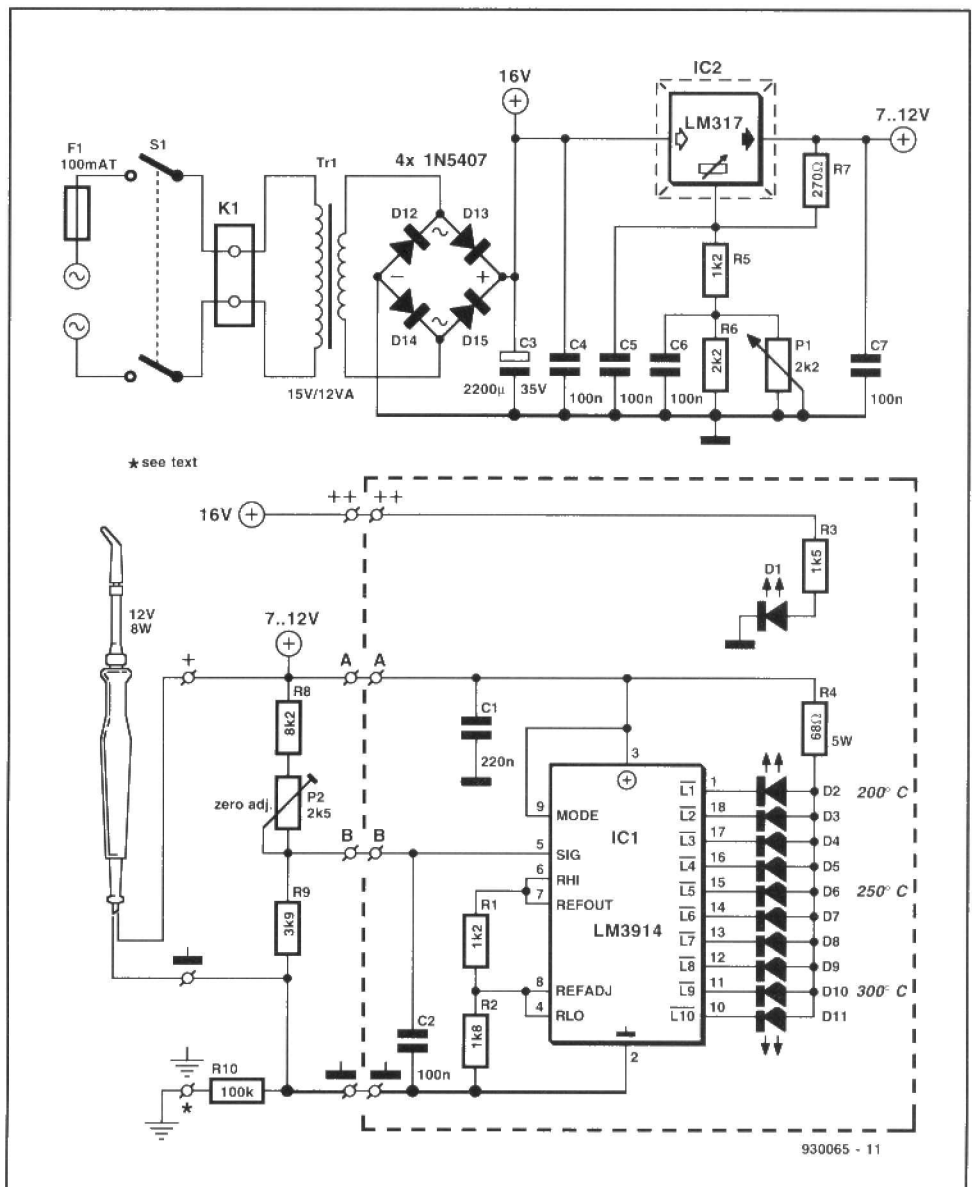 F1
100mAT
S1
K1
Tr1
15V/12VA
4x 1N5407
D12
D13
D14
D15
~
~
−
+
16V
+
C3
2200µ
35V
C4
100n
C5
100n
C6
100n
IC2
LM317
7..12V
+
R7
270Ω
R5
1k2
R6
2k2
P1
2k2
C7
100n
~
~
* see text
16V
+
++
++
R3
1k5
D1
12V
8W
+
7..12V
+
A
A
R8
8k2
zero adj.
P2
2k5
B
B
R9
3k9
C1
220n
R4
68Ω
5W
3
+
9
MODE
5
SIG
6
RHI
7
REFOUT
8
REFADJ
4
RLO
2
IC1
LM3914
L1
1
D2
200° C
L2
18
D3
L3
17
D4
L4
16
D5
L5
15
D6
250° C
L6
14
D7
L7
13
D8
L8
12
D9
L9
11
D10
300° C
L10
10
D11
R1
1k2
R2
1k8
C2
100n
R10
100k
*
930065 - 11